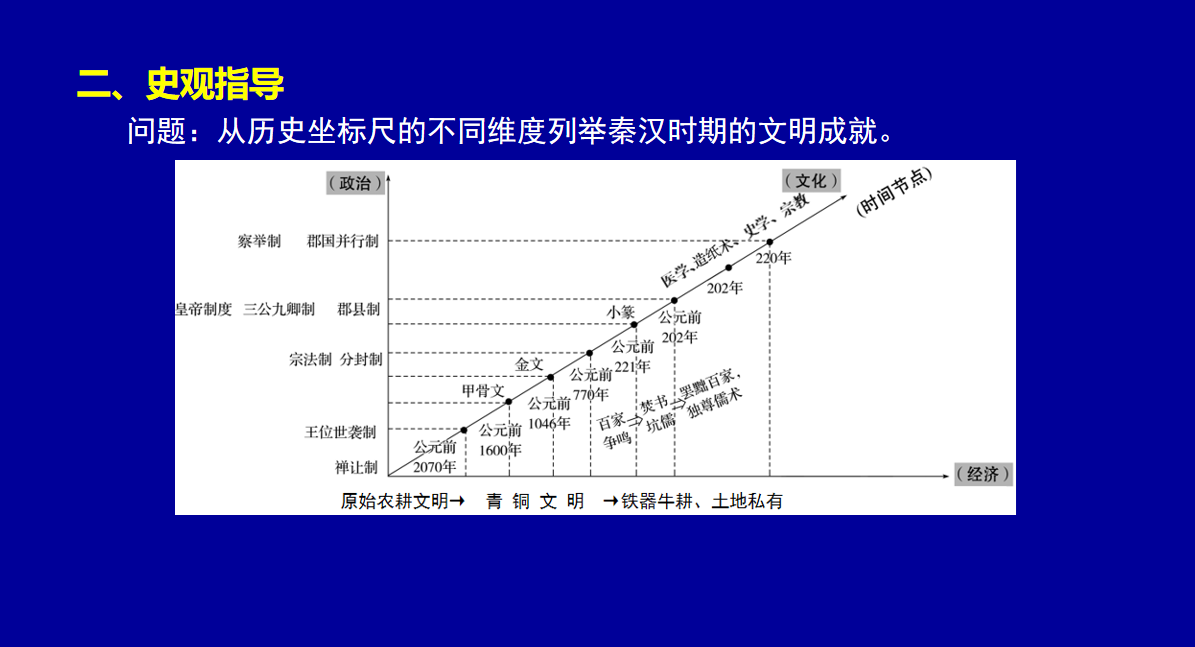 二、史观指导
问题：从历史坐标尺的不同维度列举秦汉时期的文明成就。
（政治）
（文化）
(时间节点)
医学、造纸术、史学、宗教
察举制 郡国并行制
220年
202年
皇帝制度 三公九卿制 郡县制
小篆
公元前
202年
宗法制 分封制
公元前
221年
金文
公元前
770年
甲骨文
公元前
1046年
百家
争鸣
⇒
焚书
坑儒
⇒
罢黜百家，
独尊儒术
王位世袭制
公元前
1600年
公元前
2070年
禅让制
（经济）
原始农耕文明→ 青铜文明 →铁器牛耕、土地私有